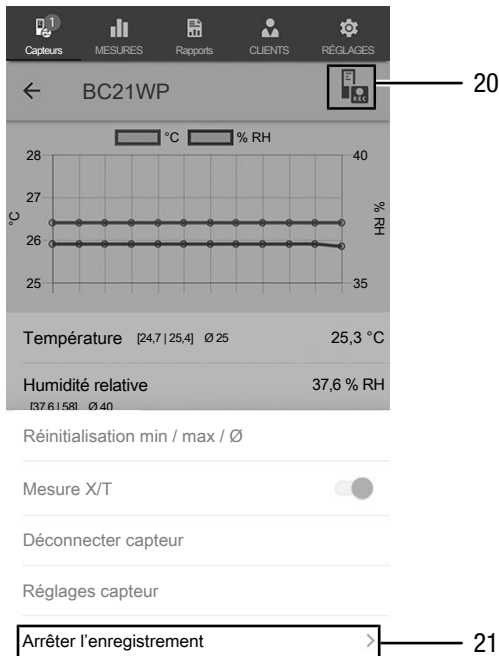 1
Capteurs MESURES Rapports CLIENTS RÉGLAGES
BC21WP
REC
20
°C % RH
28 40
27
°C
% RH
26
25 35
Température [24,7 | 25,4] Ø 25 25,3 °C
Humidité relative 37,6 % RH
[37,6 | 58] Ø 40
Réinitialisation min / max / Ø
Mesure X/T
Déconnecter capteur
Réglages capteur
Arrêter l'enregistrement
21